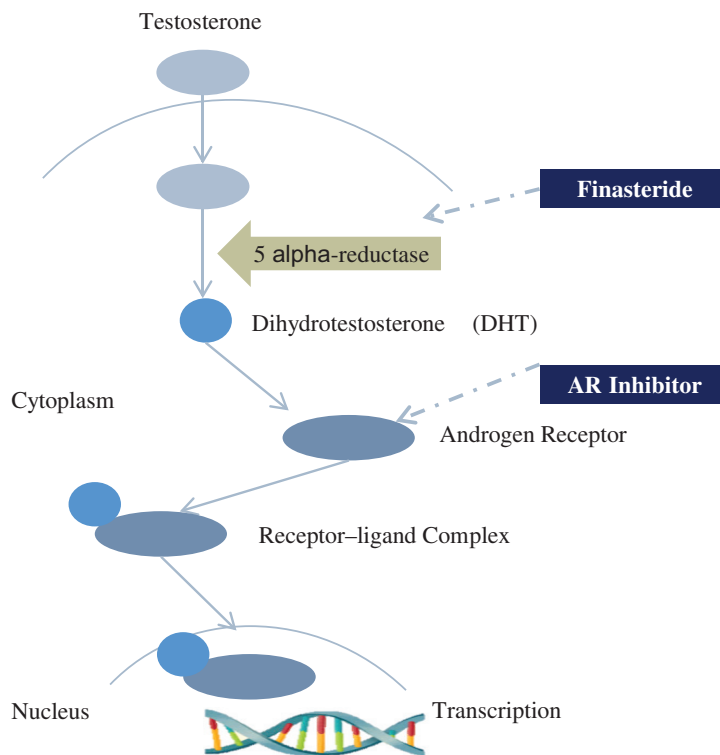 Testosterone
Finasteride
5 alpha-reductase
Dihydrotestosterone (DHT)
AR Inhibitor
Cytoplasm
Androgen Receptor
Receptor–ligand Complex
Nucleus
Transcription